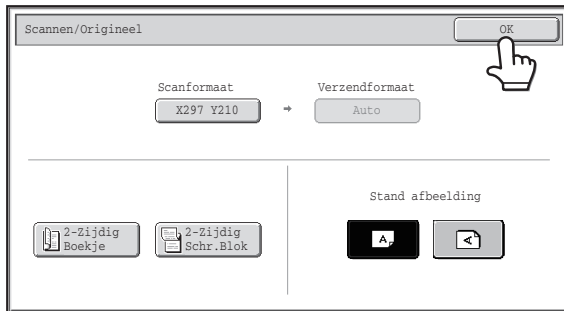 Scannen/Origineel
OK
Scanformaat
Verzendformaat
X297 Y210
Auto
Stand afbeelding
2-Zijdig
Boekje
2-Zijdig
Schr.Blok
A
A